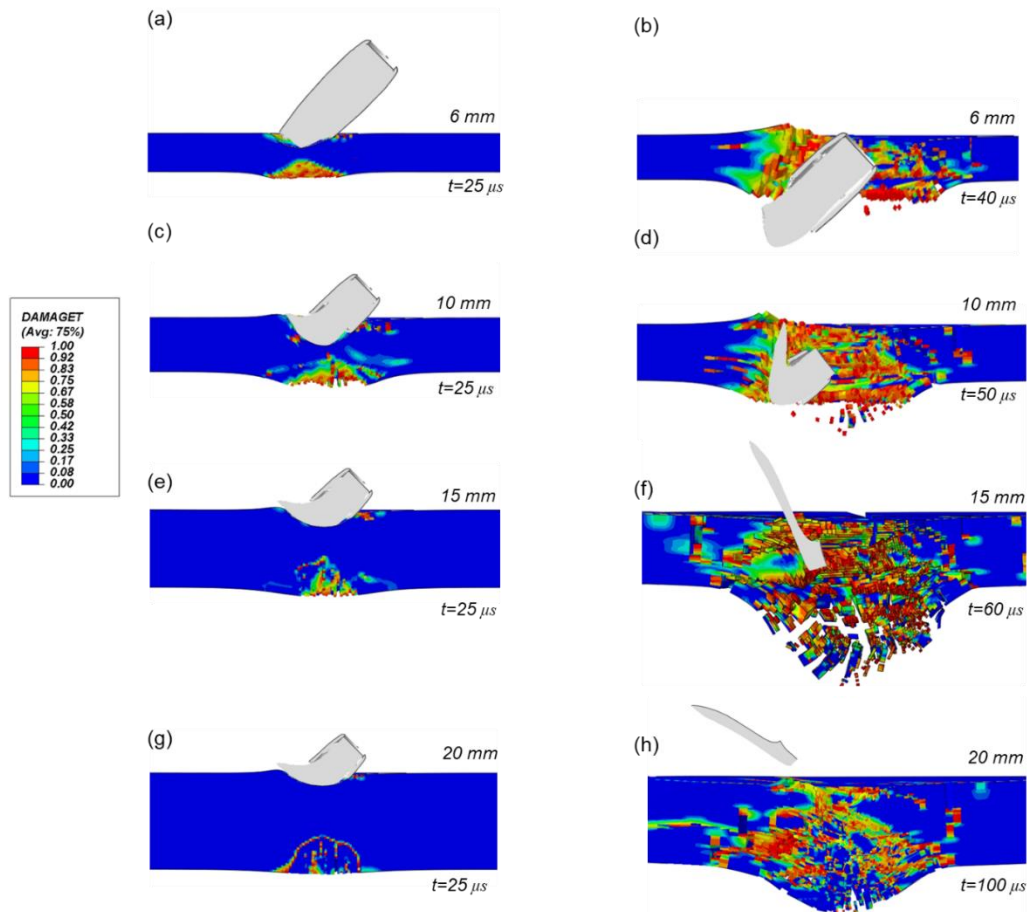 (a)
6 mm
t=25 μs
(b)
6 mm
t=40 μs
(c)
10 mm
t=25 μs
(d)
10 mm
t=50 μs
DAMAGET
(Avg: 75%)
1.00
0.92
0.83
0.75
0.67
0.58
0.50
0.42
0.33
0.25
0.17
0.08
0.00
(e)
15 mm
t=25 μs
(f)
15 mm
t=60 μs
(g)
20 mm
t=25 μs
(h)
20 mm
t=100 μs